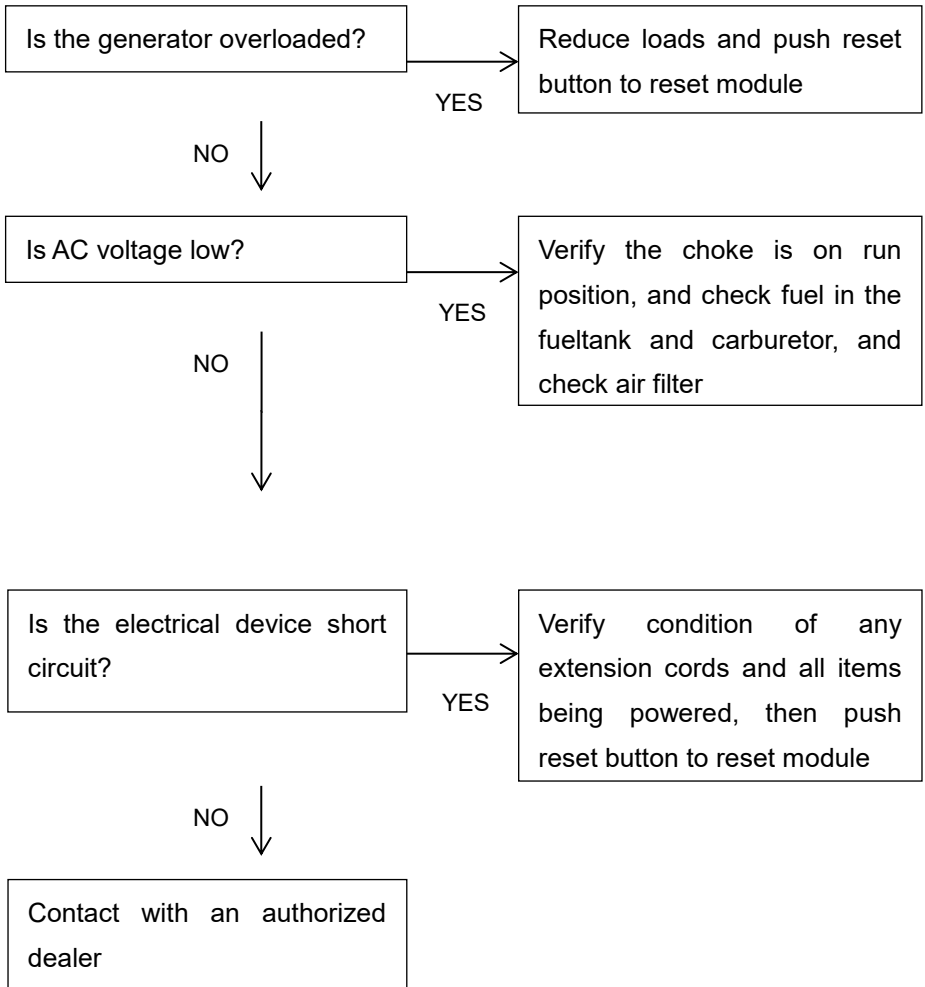 Is the generator overloaded?
Reduce loads and push reset
button to reset module
YES
NO
Is AC voltage low?
Verify the choke is on run
position, and check fuel in the
fueltank and carburetor, and
check air filter
YES
NO
Is the electrical device short
circuit?
Verify condition of any
extension cords and all items
being powered, then push
reset button to reset module
YES
NO
Contact with an authorized
dealer